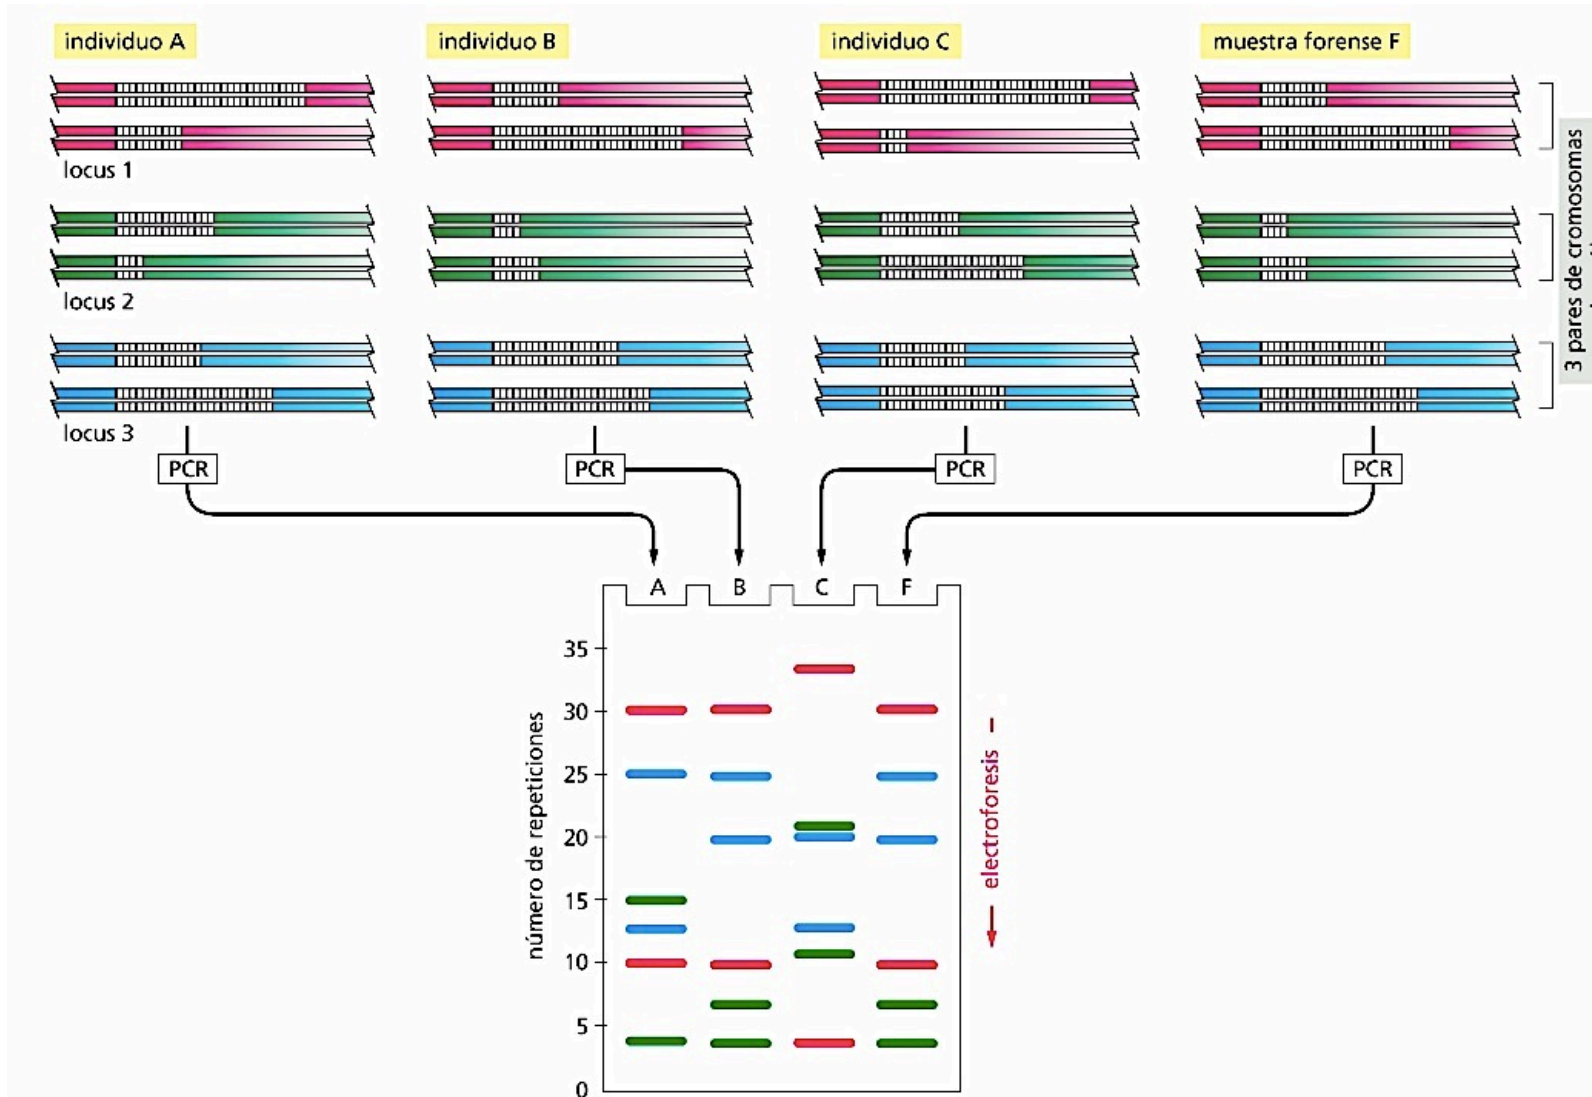 individuo A
individuo B
individuo C
muestra forense F
locus 1
locus 2
locus 3
3 pares de cromosomas
PCR
PCR
PCR
PCR
A
B
C
F
35
30
25
20
15
10
5
0
número de repeticiones
electroforesis